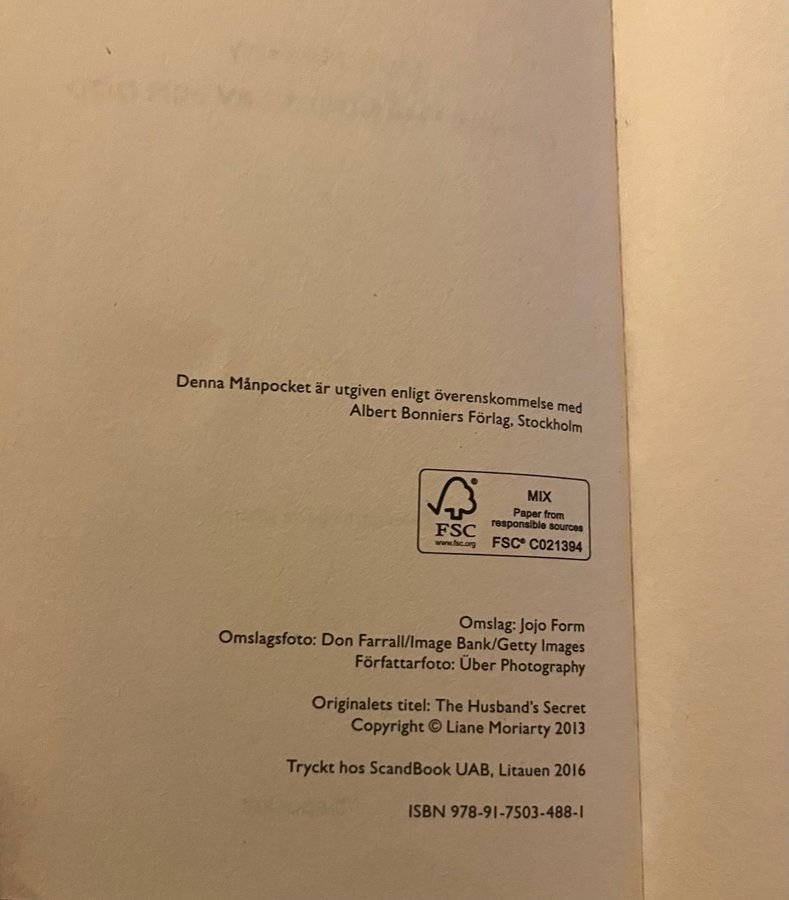 Denna Månpocket är utgiven enligt överenskommelse med
Albert Bonniers Förlag, Stockholm
FSC
www.fsc.org
MIX
Paper from
responsible sources
FSC® C021394
Omslag: Jojo Form
Omslagsfoto: Don Farrall/Image Bank/Getty Images
Författarfoto: Über Photography
Originalets titel: The Husband's Secret
Copyright © Liane Moriarty 2013
Tryckt hos ScandBook UAB, Litauen 2016
ISBN 978-91-7503-488-1